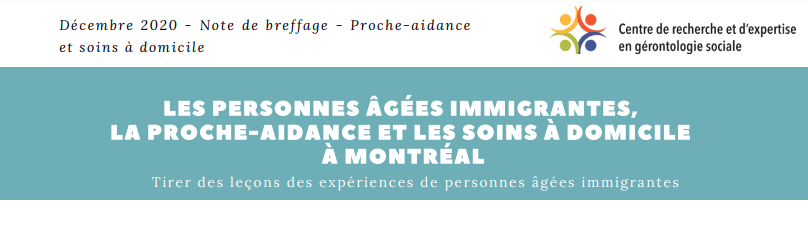 Décembre 2020 - Note de breffage - Proche-aidance
et soins à domicile
Centre de recherche et d'expertise
en gérontologie sociale
LES PERSONNES ÂGÉES IMMIGRANTES,
LA PROCHE-AIDANCE ET LES SOINS À DOMICILE
À MONTRÉAL
Tirer des leçons des expériences de personnes âgées immigrantes